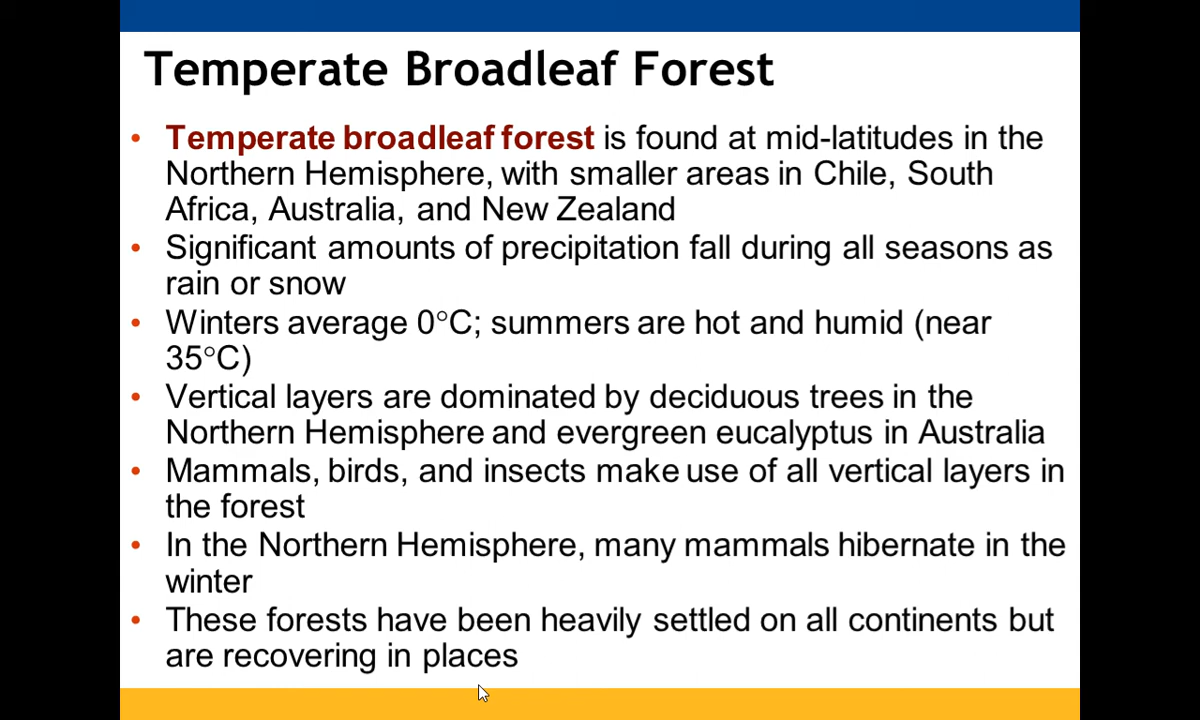 Temperate Broadleaf Forest
• Temperate broadleaf forest is found at mid-latitudes in the
Northern Hemisphere, with smaller areas in Chile, South
Africa, Australia, and New Zealand
• Significant amounts of precipitation fall during all seasons as
rain or snow
• Winters average 0°C; summers are hot and humid (near
35°C)
• Vertical layers are dominated by deciduous trees in the
Northern Hemisphere and evergreen eucalyptus in Australia
• Mammals, birds, and insects make use of all vertical layers in
the forest
• In the Northern Hemisphere, many mammals hibernate in the
winter
• These forests have been heavily settled on all continents but
are recovering in places